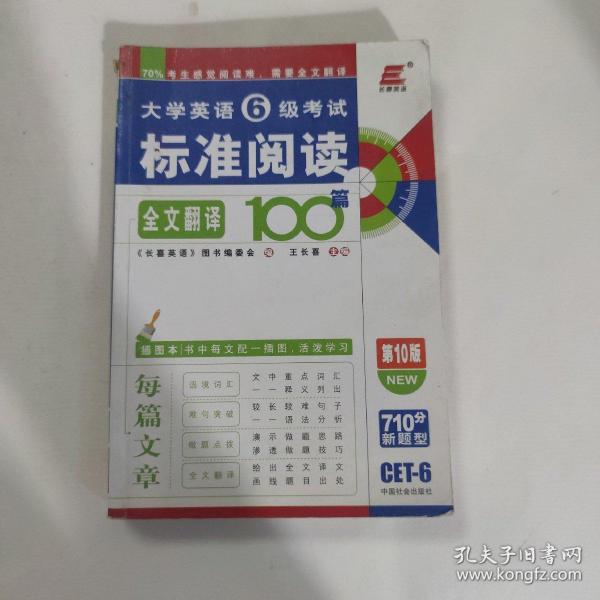 70%考生感觉阅读难,需要全文翻译
长喜英语
®
大学英语6级考试
标准阅读
全文翻译
100篇
《长喜英语》图书编委会 编 王长喜 主编
插图本 书中每文配一插图,活泼学习
第10版
NEW
每篇文章
语境词汇 文中重点词汇
——释义列出
难句突破 较长较难句子
——语法分析
做题点拨 演示做题思路
渗透做题技巧
全文翻译 给出全文译文
画线题目出处
710分
新题型
CET-6
中国社会出版社
孔夫子旧书网
www.kongfz.com